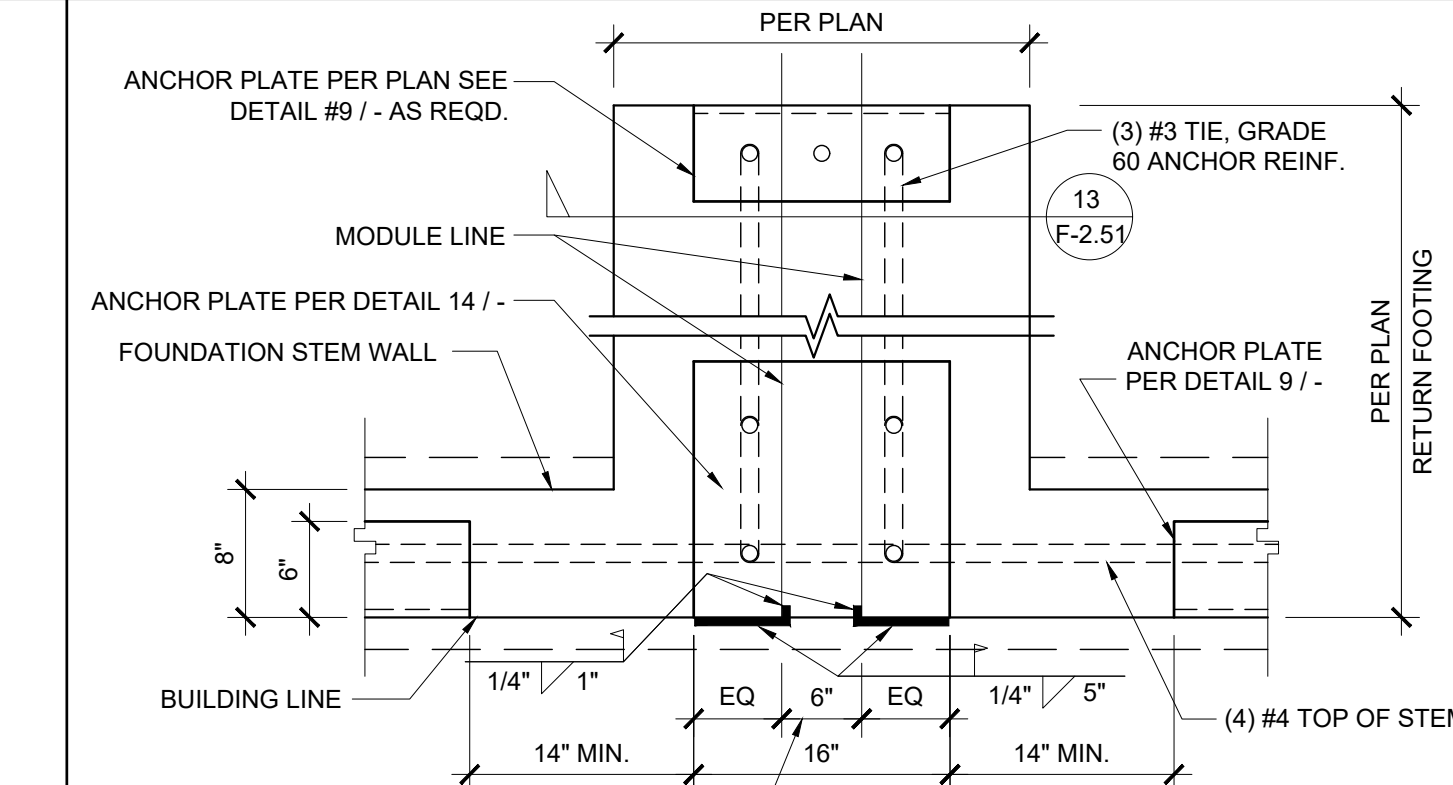 PER PLAN
ANCHOR PLATE PER PLAN SEE
DETAIL #9 / - AS REQD.
(3) #3 TIE, GRADE
60 ANCHOR REINF.
13
F-2.51
MODULE LINE
ANCHOR PLATE PER DETAIL 14 / -
FOUNDATION STEM WALL
ANCHOR PLATE
PER DETAIL 9 / -
PER PLAN
RETURN FOOTING
8"
6"
1/4" 1"
BUILDING LINE
EQ 6" EQ
1/4" 5"
(4) #4 TOP OF STEM
14" MIN. 16" 14" MIN.